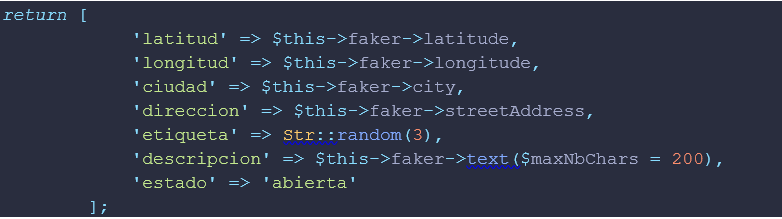 return [
'latitud' => $this->faker->latitude,
'longitud' => $this->faker->longitude,
'ciudad' => $this->faker->city,
'direccion' => $this->faker->streetAddress,
'etiqueta' => Str::random(3),
'descripcion' => $this->faker->text($maxNbChars = 200),
'estado' => 'abierta'
];